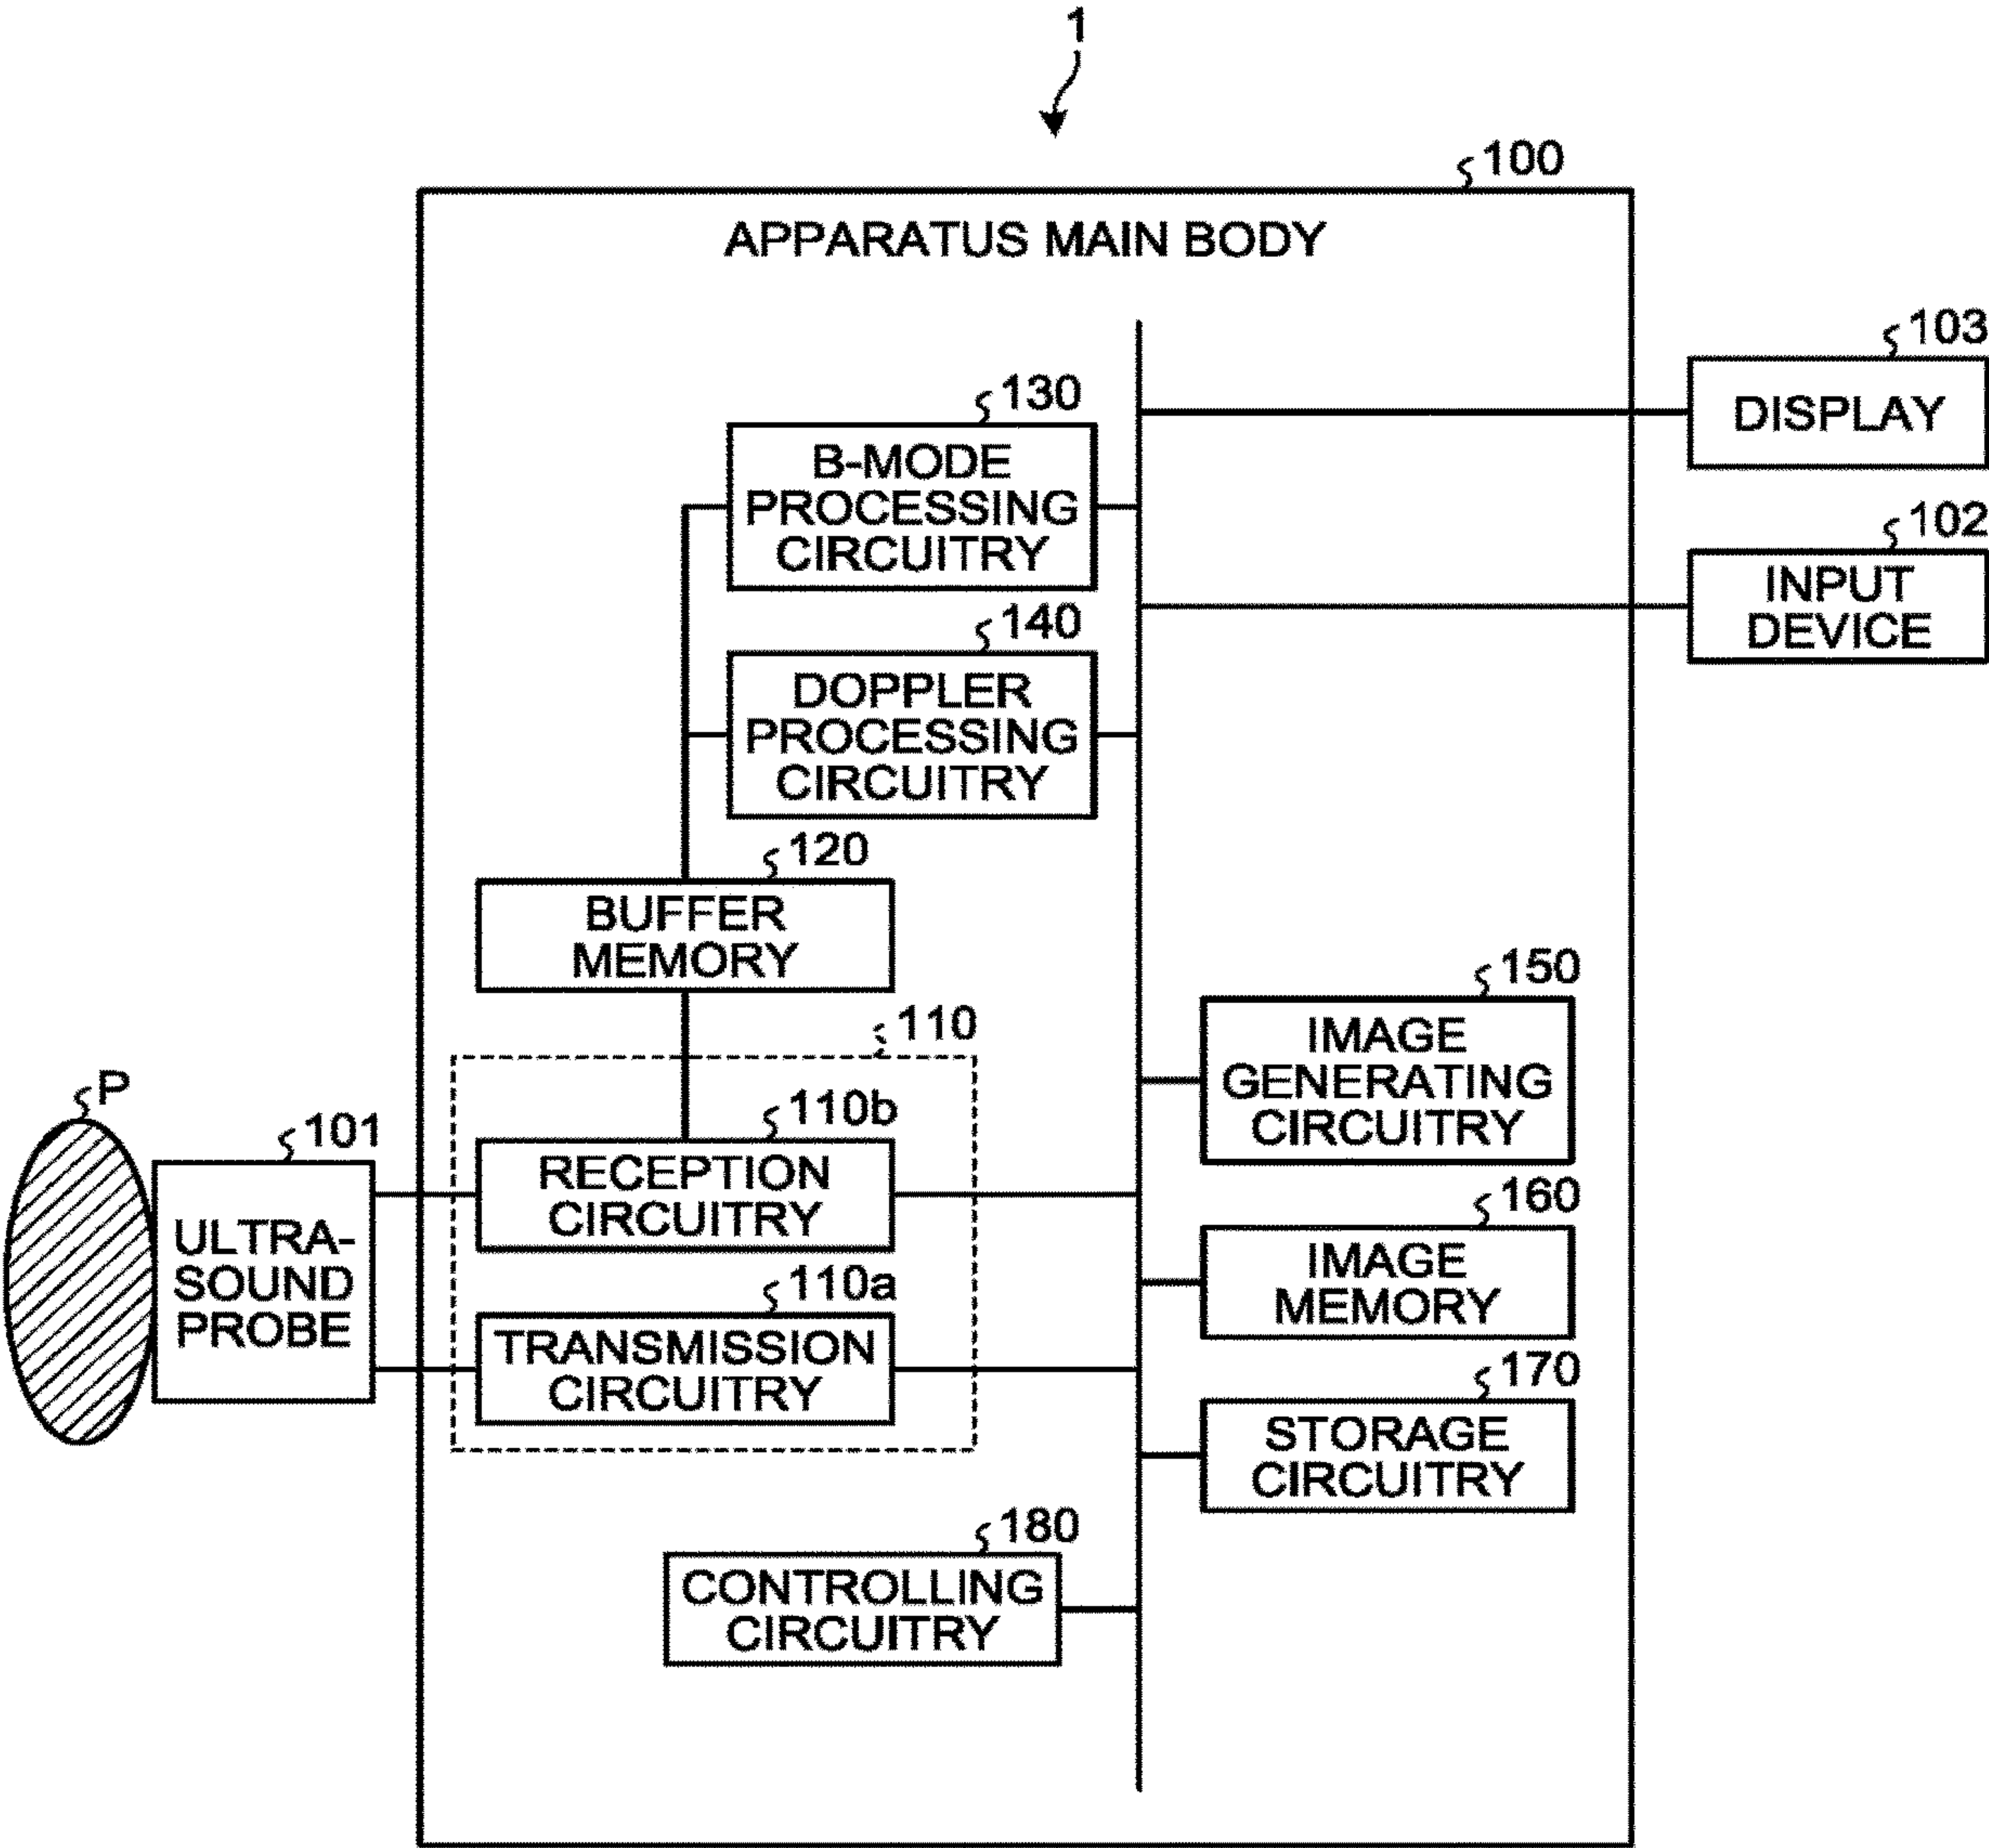 1
100
APPARATUS MAIN BODY
103
DISPLAY
130
B-MODE
PROCESSING
CIRCUITRY
102
INPUT
DEVICE
140
DOPPLER
PROCESSING
CIRCUITRY
120
BUFFER
MEMORY
150
IMAGE
GENERATING
CIRCUITRY
110
P
101
ULTRA-
SOUND
PROBE
110b
RECEPTION
CIRCUITRY
160
IMAGE
MEMORY
110a
TRANSMISSION
CIRCUITRY
170
STORAGE
CIRCUITRY
180
CONTROLLING
CIRCUITRY